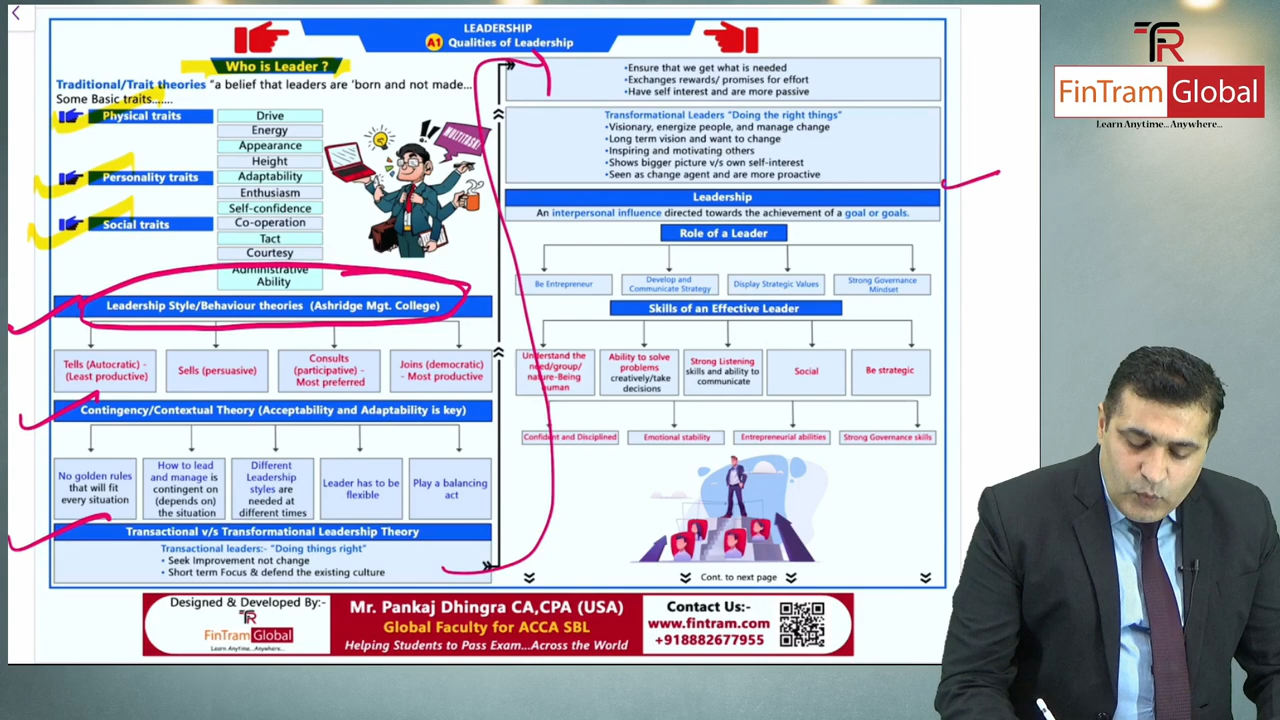 LEADERSHIP
A1 Qualities of Leadership
Who is Leader ?
Traditional/Trait theories "a belief that leaders are 'born and not made...
Some Basic traits.......
Physical traits
Drive
Energy
Appearance
Height
Personality traits
Adaptability
Enthusiasm
Self-confidence
Social traits
Co-operation
Tact
Courtesy
Administrative
Ability
MULTITASK!
Leadership Style/Behaviour theories (Ashridge Mgt. College)
Tells (Autocratic) -
(Least productive)
Sells (persuasive)
Consults
(participative) -
Most preferred
Joins (democratic)
- Most productive
Contingency/Contextual Theory (Acceptability and Adaptability is key)
No golden rules
that will fit
every situation
How to lead
and manage is
contingent on
(depends on)
the situation
Different
Leadership
styles are
needed at
different times
Leader has to be
flexible
Play a balancing
act
Transactional v/s Transformational Leadership Theory
Transactional leaders:- "Doing things right"
• Seek Improvement not change
• Short term Focus & defend the existing culture
•Ensure that we get what is needed
•Exchanges rewards/ promises for effort
•Have self interest and are more passive
Transformational Leaders "Doing the right things"
•Visionary, energize people, and manage change
•Long term vision and want to change
•Inspiring and motivating others
•Shows bigger picture v/s own self-interest
•Seen as change agent and are more proactive
Leadership
An interpersonal influence directed towards the achievement of a goal or goals.
Role of a Leader
Be Entrepreneur
Develop and
Communicate Strategy
Display Strategic Values
Strong Governance
Mindset
Skills of an Effective Leader
Understand the
need/group/
nature-Being
human
Ability to solve
problems
creatively/take
decisions
Strong Listening
skills and ability to
communicate
Social
Be strategic
Confident and Disciplined
Emotional stability
Entrepreneurial abilities
Strong Governance skills
Cont. to next page
Designed & Developed By:-
FinTram Global
Learn Anytime...Anywhere...
Mr. Pankaj Dhingra CA,CPA (USA)
Global Faculty for ACCA SBL
Helping Students to Pass Exam...Across the World
Contact Us:-
www.fintram.com
+918882677955
FinTram Global
Learn Anytime...Anywhere...